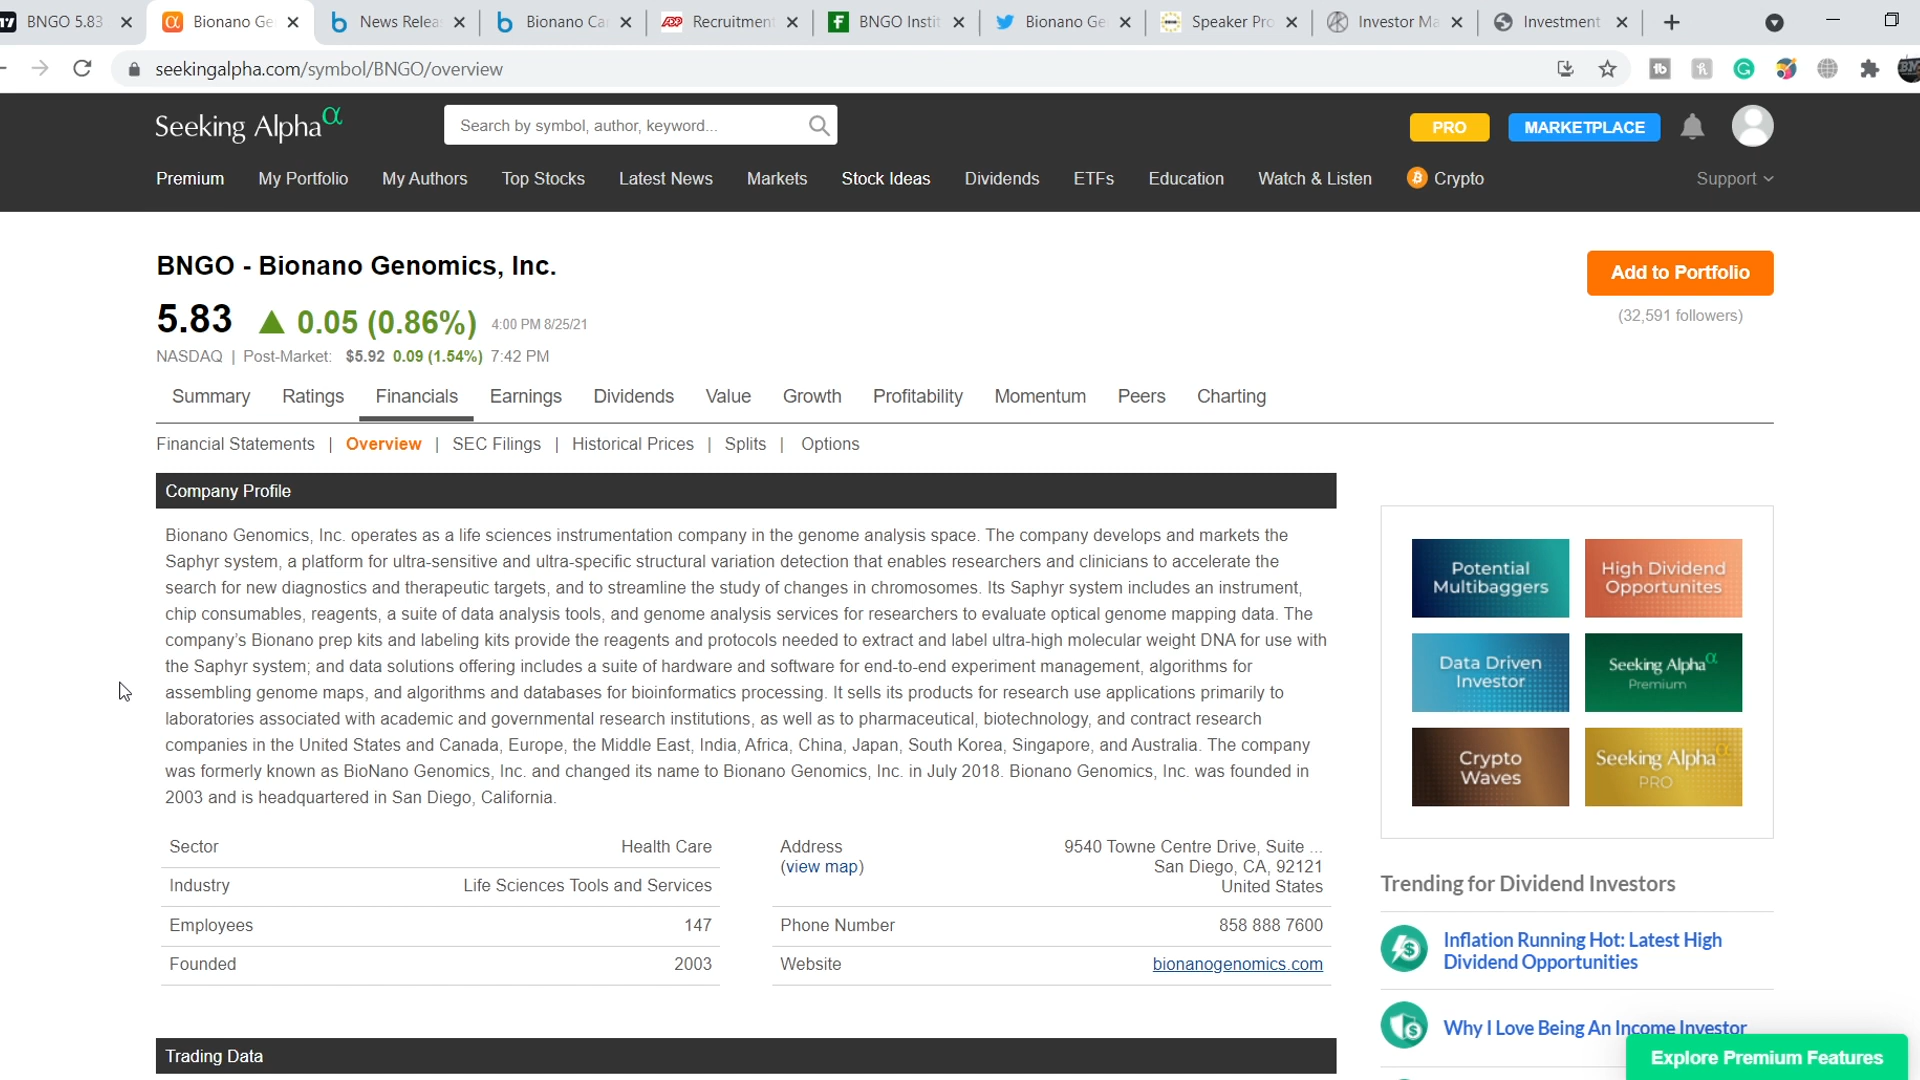 BNGO 5.83
Bionano Ge
News Relea
Bionano Ca
Recruitment
BNGO Instit
Bionano Ge
Speaker Pro
Investor Ma
Investment
seekingalpha.com/symbol/BNGO/overview
Seeking Alpha α
Search by symbol, author, keyword...
PRO
MARKETPLACE
Premium My Portfolio My Authors Top Stocks Latest News Markets Stock Ideas Dividends ETFs Education Watch & Listen Crypto Support
BNGO - Bionano Genomics, Inc.
Add to Portfolio
5.83 ▲ 0.05 (0.86%) 4:00 PM 8/25/21
(32,591 followers)
NASDAQ | Post-Market: $5.92 0.09 (1.54%) 7:42 PM
Summary Ratings Financials Earnings Dividends Value Growth Profitability Momentum Peers Charting
Financial Statements | Overview | SEC Filings | Historical Prices | Splits | Options
Company Profile
Bionano Genomics, Inc. operates as a life sciences instrumentation company in the genome analysis space. The company develops and markets the
Saphyr system, a platform for ultra-sensitive and ultra-specific structural variation detection that enables researchers and clinicians to accelerate the
search for new diagnostics and therapeutic targets, and to streamline the study of changes in chromosomes. Its Saphyr system includes an instrument,
chip consumables, reagents, a suite of data analysis tools, and genome analysis services for researchers to evaluate optical genome mapping data. The
company's Bionano prep kits and labeling kits provide the reagents and protocols needed to extract and label ultra-high molecular weight DNA for use with
the Saphyr system; and data solutions offering includes a suite of hardware and software for end-to-end experiment management, algorithms for
assembling genome maps, and algorithms and databases for bioinformatics processing. It sells its products for research use applications primarily to
laboratories associated with academic and governmental research institutions, as well as to pharmaceutical, biotechnology, and contract research
companies in the United States and Canada, Europe, the Middle East, India, Africa, China, Japan, South Korea, Singapore, and Australia. The company
was formerly known as BioNano Genomics, Inc. and changed its name to Bionano Genomics, Inc. in July 2018. Bionano Genomics, Inc. was founded in
2003 and is headquartered in San Diego, California.
Sector Health Care
Industry Life Sciences Tools and Services
Employees 147
Founded 2003
Address 9540 Towne Centre Drive, Suite ...
(view map) San Diego, CA, 92121
United States
Phone Number 858 888 7600
Website bionanogenomics.com
Trading Data
Potential
Multibaggers
High Dividend
Opportunites
Data Driven
Investor
Seeking Alpha α
Premium
Crypto
Waves
Seeking Alpha α
PRO
Trending for Dividend Investors
Inflation Running Hot: Latest High
Dividend Opportunities
Why I Love Being An Income Investor
Explore Premium Features